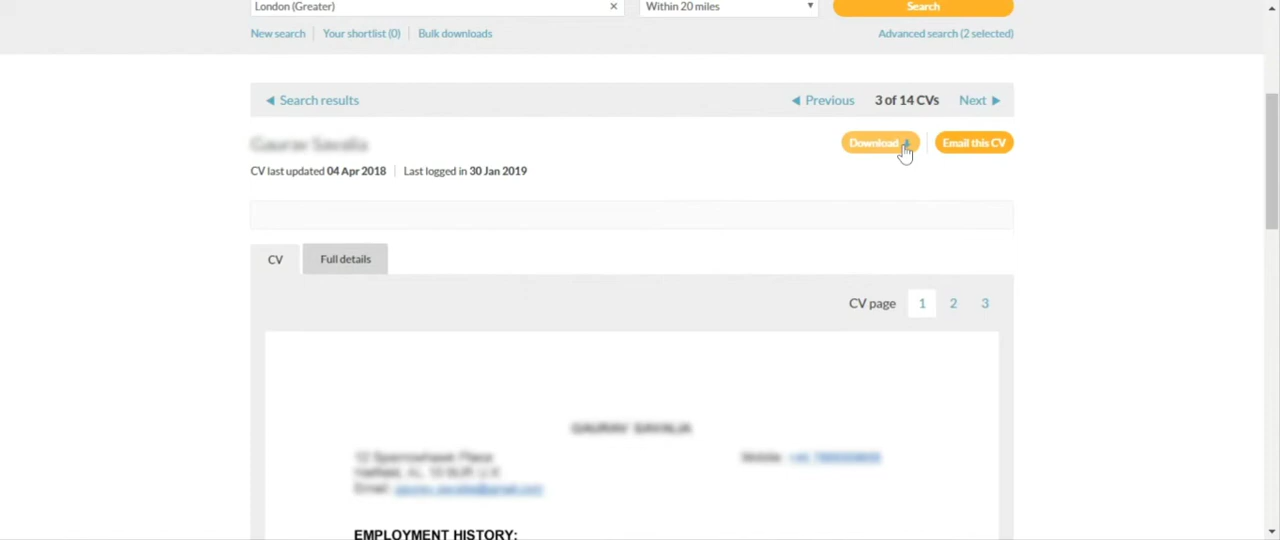 London (Greater) × Within 20 miles ▼ Search
New search Your shortlist (0) Bulk downloads Advanced search (2 selected)
◀ Search results ◀ Previous 3 of 14 CVs Next ▶
Download Email this CV
CV last updated 04 Apr 2018 Last logged in 30 Jan 2019
CV Full details
CV page 1 2 3
EMPLOYMENT HISTORY: